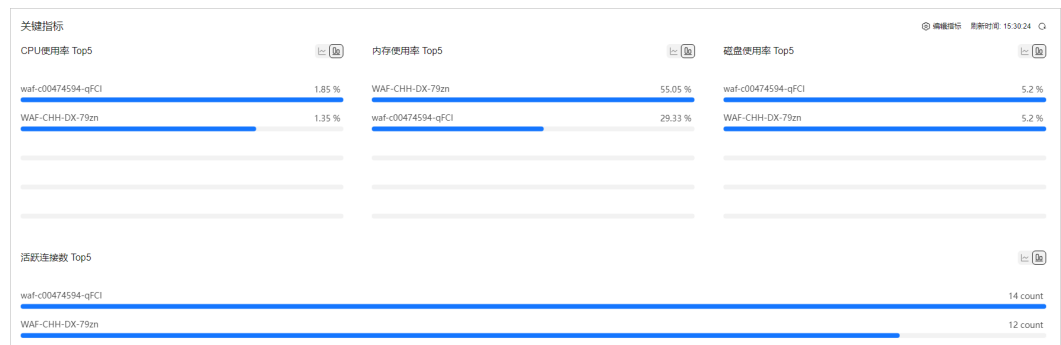 关键指标 编辑指标 刷新时间: 15:30:24
CPU使用率 Top5
waf-c00474594-qFCI 1.85 %
WAF-CHH-DX-79zn 1.35 %
内存使用率 Top5
WAF-CHH-DX-79zn 55.05 %
waf-c00474594-qFCI 29.33 %
磁盘使用率 Top5
waf-c00474594-qFCI 5.2 %
WAF-CHH-DX-79zn 5.2 %
活跃连接数 Top5
waf-c00474594-qFCI 14 count
WAF-CHH-DX-79zn 12 count